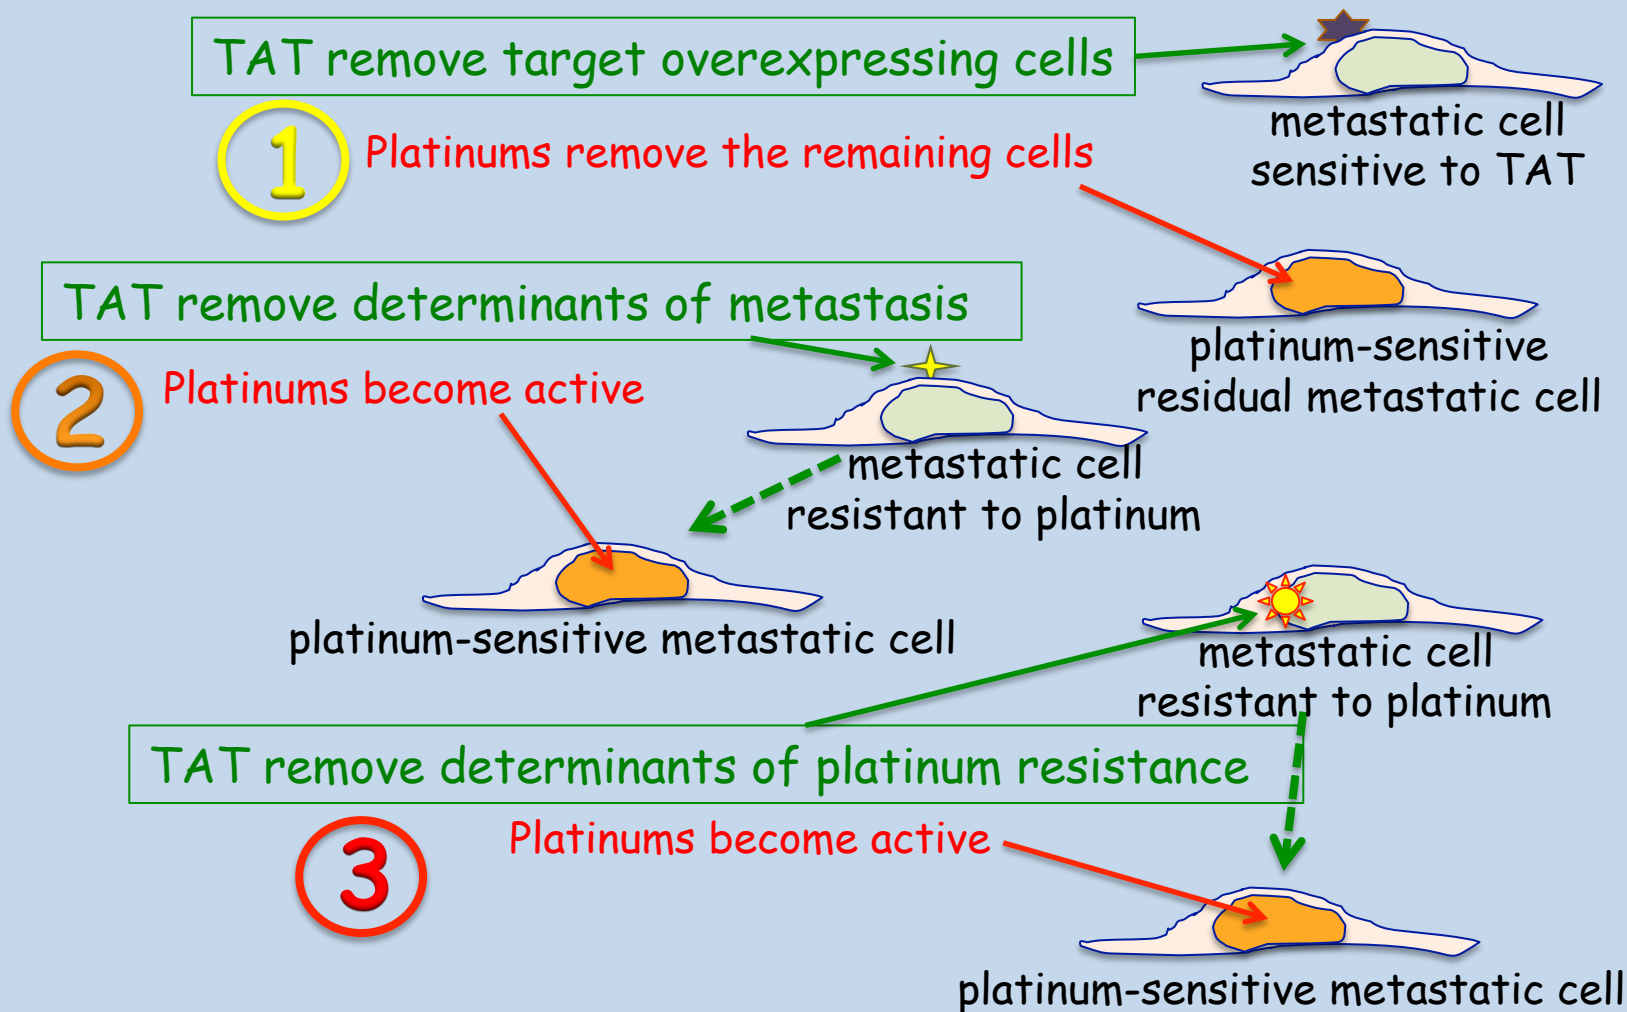 TAT remove target overexpressing cells
1
Platinums remove the remaining cells
metastatic cell
sensitive to TAT
TAT remove determinants of metastasis
platinum-sensitive
residual metastatic cell
2
Platinums become active
metastatic cell
resistant to platinum
platinum-sensitive metastatic cell
metastatic cell
resistant to platinum
TAT remove determinants of platinum resistance
3
Platinums become active
platinum-sensitive metastatic cell